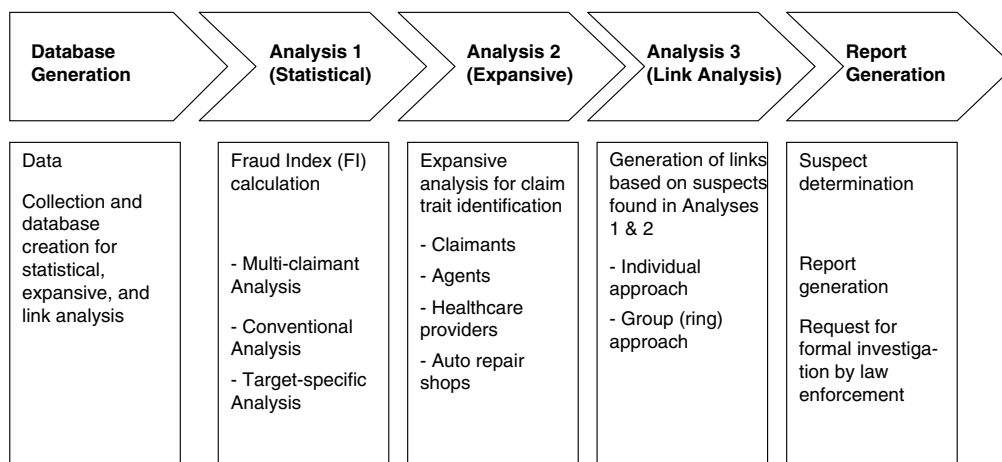 Database
Generation
Analysis 1
(Statistical)
Analysis 2
(Expansive)
Analysis 3
(Link Analysis)
Report
Generation
Data
Collection and
database
creation for
statistical,
expansive, and
link analysis
Fraud Index (FI)
calculation
- Multi-claimant
Analysis
- Conventional
Analysis
- Target-specific
Analysis
Expansive
analysis for claim
trait identification
- Claimants
- Agents
- Healthcare
providers
- Auto repair
shops
Generation of links
based on suspects
found in Analyses
1 & 2
- Individual
approach
- Group (ring)
approach
Suspect
determination
Report
generation
Request for
formal investiga-
tion by law
enforcement